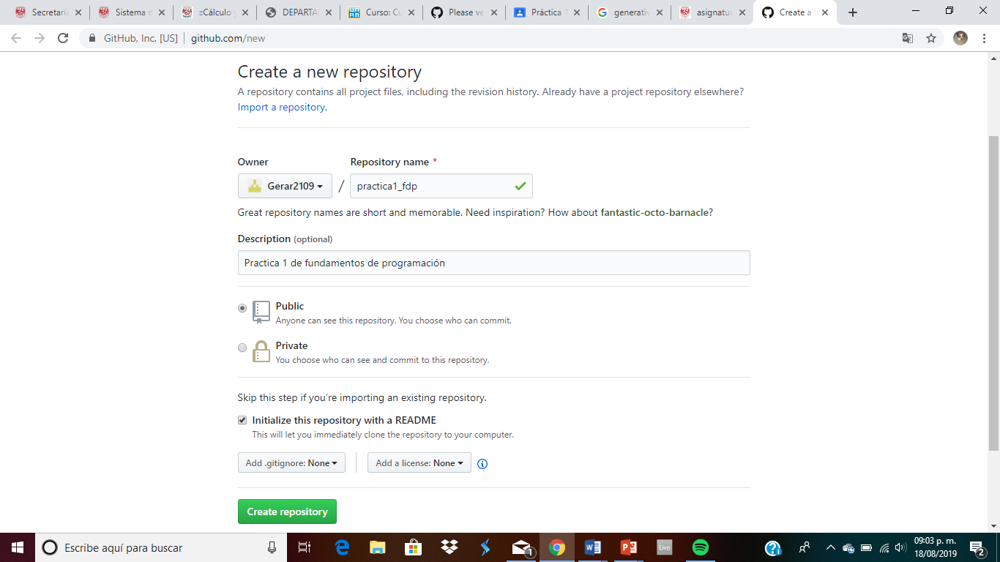 Secretaría
Sistema d
::Cálculo
DEPARTA
Curso: Cu
Please ve
Práctica 1
generativ
asignatur
Create a
GitHub, Inc. [US]
github.com/new
Create a new repository
A repository contains all project files, including the revision history. Already have a project repository elsewhere?
Import a repository.
Owner
Repository name *
Gerar2109
/
practica1_fdp
Great repository names are short and memorable. Need inspiration? How about fantastic-octo-barnacle?
Description (optional)
Practica 1 de fundamentos de programación
Public
Anyone can see this repository. You choose who can commit.
Private
You choose who can see and commit to this repository.
Skip this step if you're importing an existing repository.
Initialize this repository with a README
This will let you immediately clone the repository to your computer.
Add .gitignore: None
Add a license: None
Create repository
Escribe aquí para buscar
1
Live
09:03 p. m.
18/08/2019
2